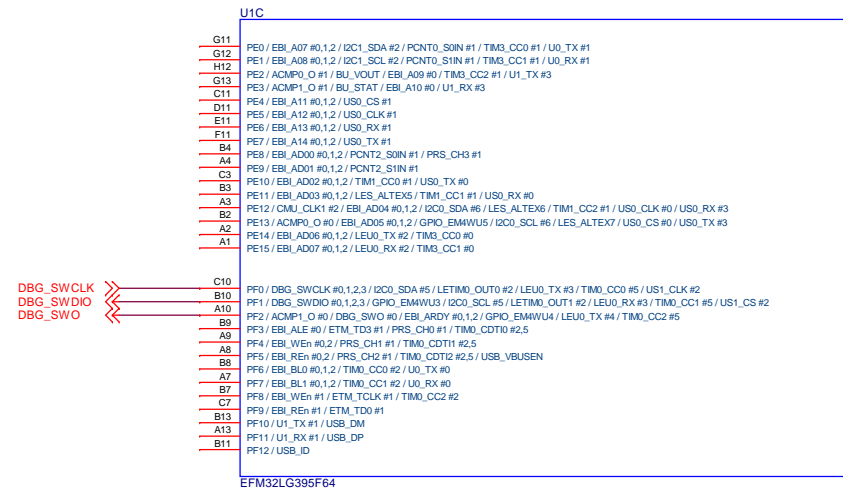 U1C
G11 PE0 / EBI_A07 #0,1,2 / I2C1_SDA #2 / PCNT0_S0IN #1 / TIM3_CC0 #1 / U0_TX #1
G12 PE1 / EBI_A08 #0,1,2 / I2C1_SCL #2 / PCNT0_S1IN #1 / TIM3_CC1 #1 / U0_RX #1
H12 PE2 / ACMP0_O #1 / BU_VOUT / EBI_A09 #0 / TIM3_CC2 #1 / U1_TX #3
G13 PE3 / ACMP1_O #1 / BU_STAT / EBI_A10 #0 / U1_RX #3
C11 PE4 / EBI_A11 #0,1,2 / US0_CS #1
D11 PE5 / EBI_A12 #0,1,2 / US0_CLK #1
E11 PE6 / EBI_A13 #0,1,2 / US0_RX #1
F11 PE7 / EBI_A14 #0,1,2 / US0_TX #1
B4 PE8 / EBI_AD00 #0,1,2 / PCNT2_S0IN #1 / PRS_CH3 #1
A4 PE9 / EBI_AD01 #0,1,2 / PCNT2_S1IN #1
C3 PE10 / EBI_AD02 #0,1,2 / TIM1_CC0 #1 / US0_TX #0
B3 PE11 / EBI_AD03 #0,1,2 / LES_ALTEX5 / TIM1_CC1 #1 / US0_RX #0
A3 PE12 / CMU_CLK1 #2 / EBI_AD04 #0,1,2 / I2C0_SDA #6 / LES_ALTEX6 / TIM1_CC2 #1 / US0_CLK #0 / US0_RX #3
B2 PE13 / ACMP0_O #0 / EBI_AD05 #0,1,2 / GPIO_EM4WU5 / I2C0_SCL #6 / LES_ALTEX7 / US0_CS #0 / US0_TX #3
A2 PE14 / EBI_AD06 #0,1,2 / LEU0_TX #2 / TIM3_CC0 #0
A1 PE15 / EBI_AD07 #0,1,2 / LEU0_RX #2 / TIM3_CC1 #0
DBG_SWCLK C10 PF0 / DBG_SWCLK #0,1,2,3 / I2C0_SDA #5 / LETIM0_OUT0 #2 / LEU0_TX #3 / TIM0_CC0 #5 / US1_CLK #2
DBG_SWDIO B10 PF1 / DBG_SWDIO #0,1,2,3 / GPIO_EM4WU3 / I2C0_SCL #5 / LETIM0_OUT1 #2 / LEU0_RX #3 / TIM0_CC1 #5 / US1_CS #2
DBG_SWO A10 PF2 / ACMP1_O #0 / DBG_SWO #0 / EBI_ARDY #0,1,2 / GPIO_EM4WU4 / LEU0_TX #4 / TIM0_CC2 #5
B9 PF3 / EBI_ALE #0 / ETM_TD3 #1 / PRS_CH0 #1 / TIM0_CDTI0 #2,5
A9 PF4 / EBI_WEn #0,2 / PRS_CH1 #1 / TIM0_CDTI1 #2,5
A8 PF5 / EBI_REn #0,2 / PRS_CH2 #1 / TIM0_CDTI2 #2,5 / USB_VBUSEN
B8 PF6 / EBI_BL0 #0,1,2 / TIM0_CC0 #2 / U0_TX #0
A7 PF7 / EBI_BL1 #0,1,2 / TIM0_CC1 #2 / U0_RX #0
B7 PF8 / EBI_WEn #1 / ETM_TCLK #1 / TIM0_CC2 #2
C7 PF9 / EBI_REn #1 / ETM_TD0 #1
B13 PF10 / U1_TX #1 / USB_DM
A13 PF11 / U1_RX #1 / USB_DP
B11 PF12 / USB_ID
EFM32LG395F64